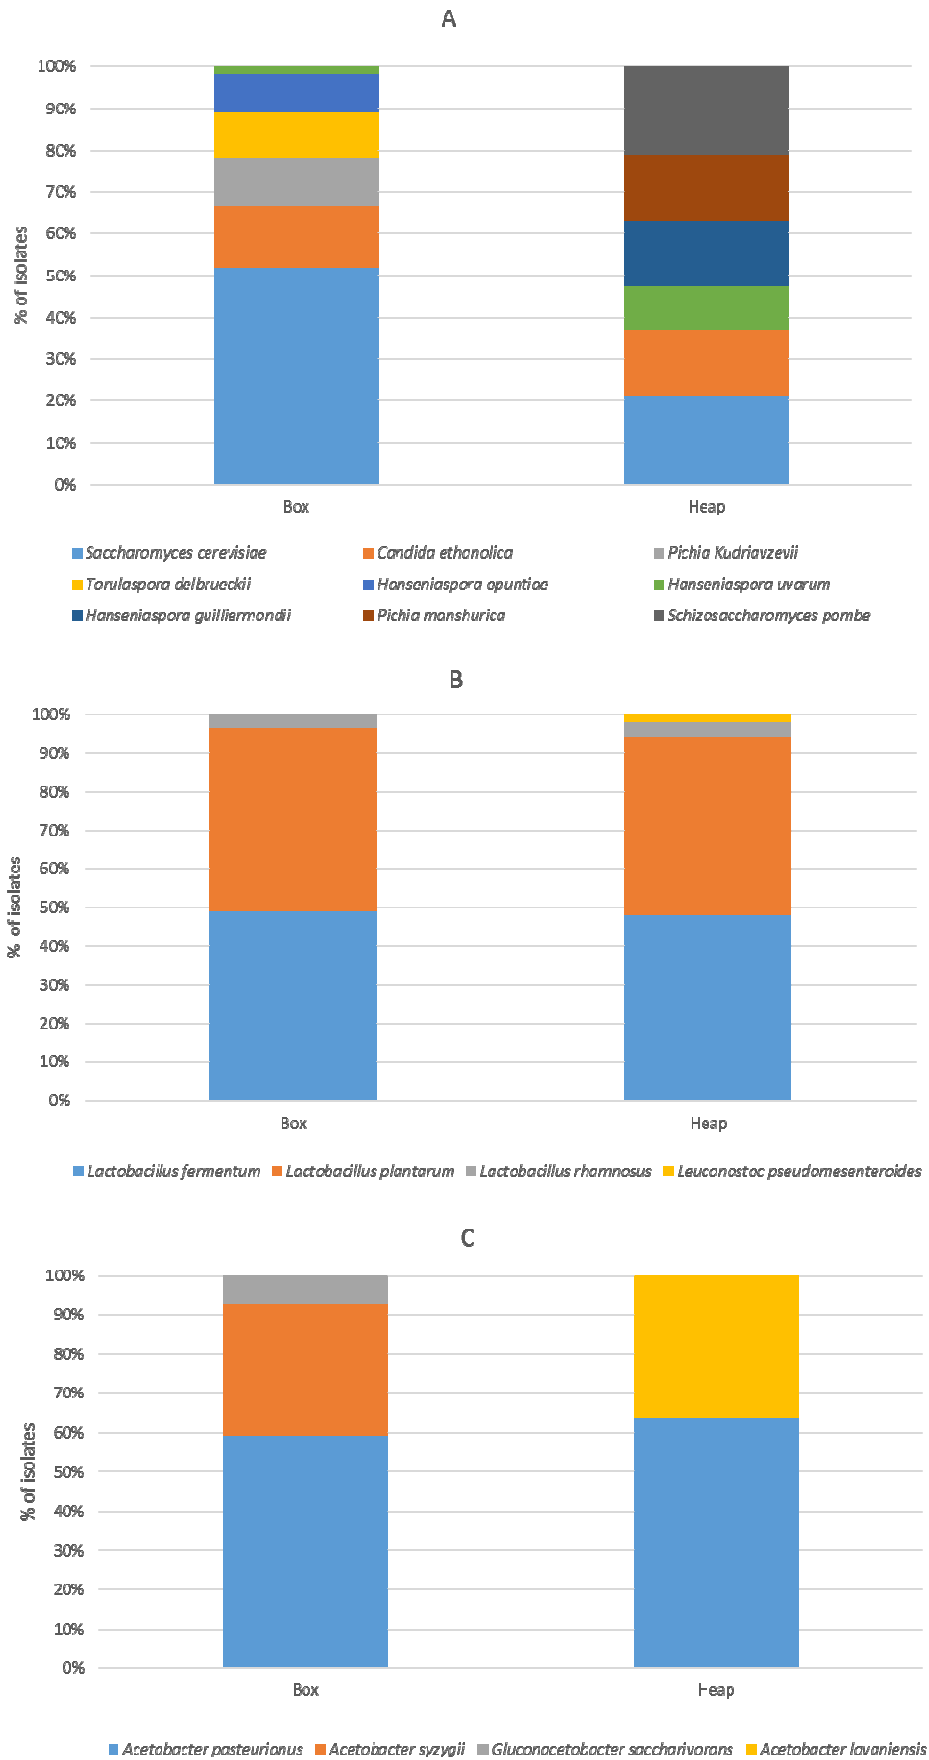 A
100%
90%
80%
70%
60%
50%
40%
30%
20%
10%
0%
% of isolates
Box Heap
Saccharomyces cerevisiae Candida ethanolica Pichia Kudriavzevii
Torulaspora delbrueckii Hanseniaspora opuntiae Hanseniaspora uvarum
Hanseniaspora guilliermondii Pichia manshurica Schizosaccharomyces pombe
B
100%
90%
80%
70%
60%
50%
40%
30%
20%
10%
0%
% of isolates
Box Heap
Lactobacillus fermentum Lactobacillus plantarum Lactobacillus rhamnosus Leuconostoc pseudomesenteroides
C
100%
90%
80%
70%
60%
50%
40%
30%
20%
10%
0%
% of isolates
Box Heap
Acetobacter pasteurianus Acetobacter syzygii Gluconacetobacter saccharivorans Acetobacter lovaniensis